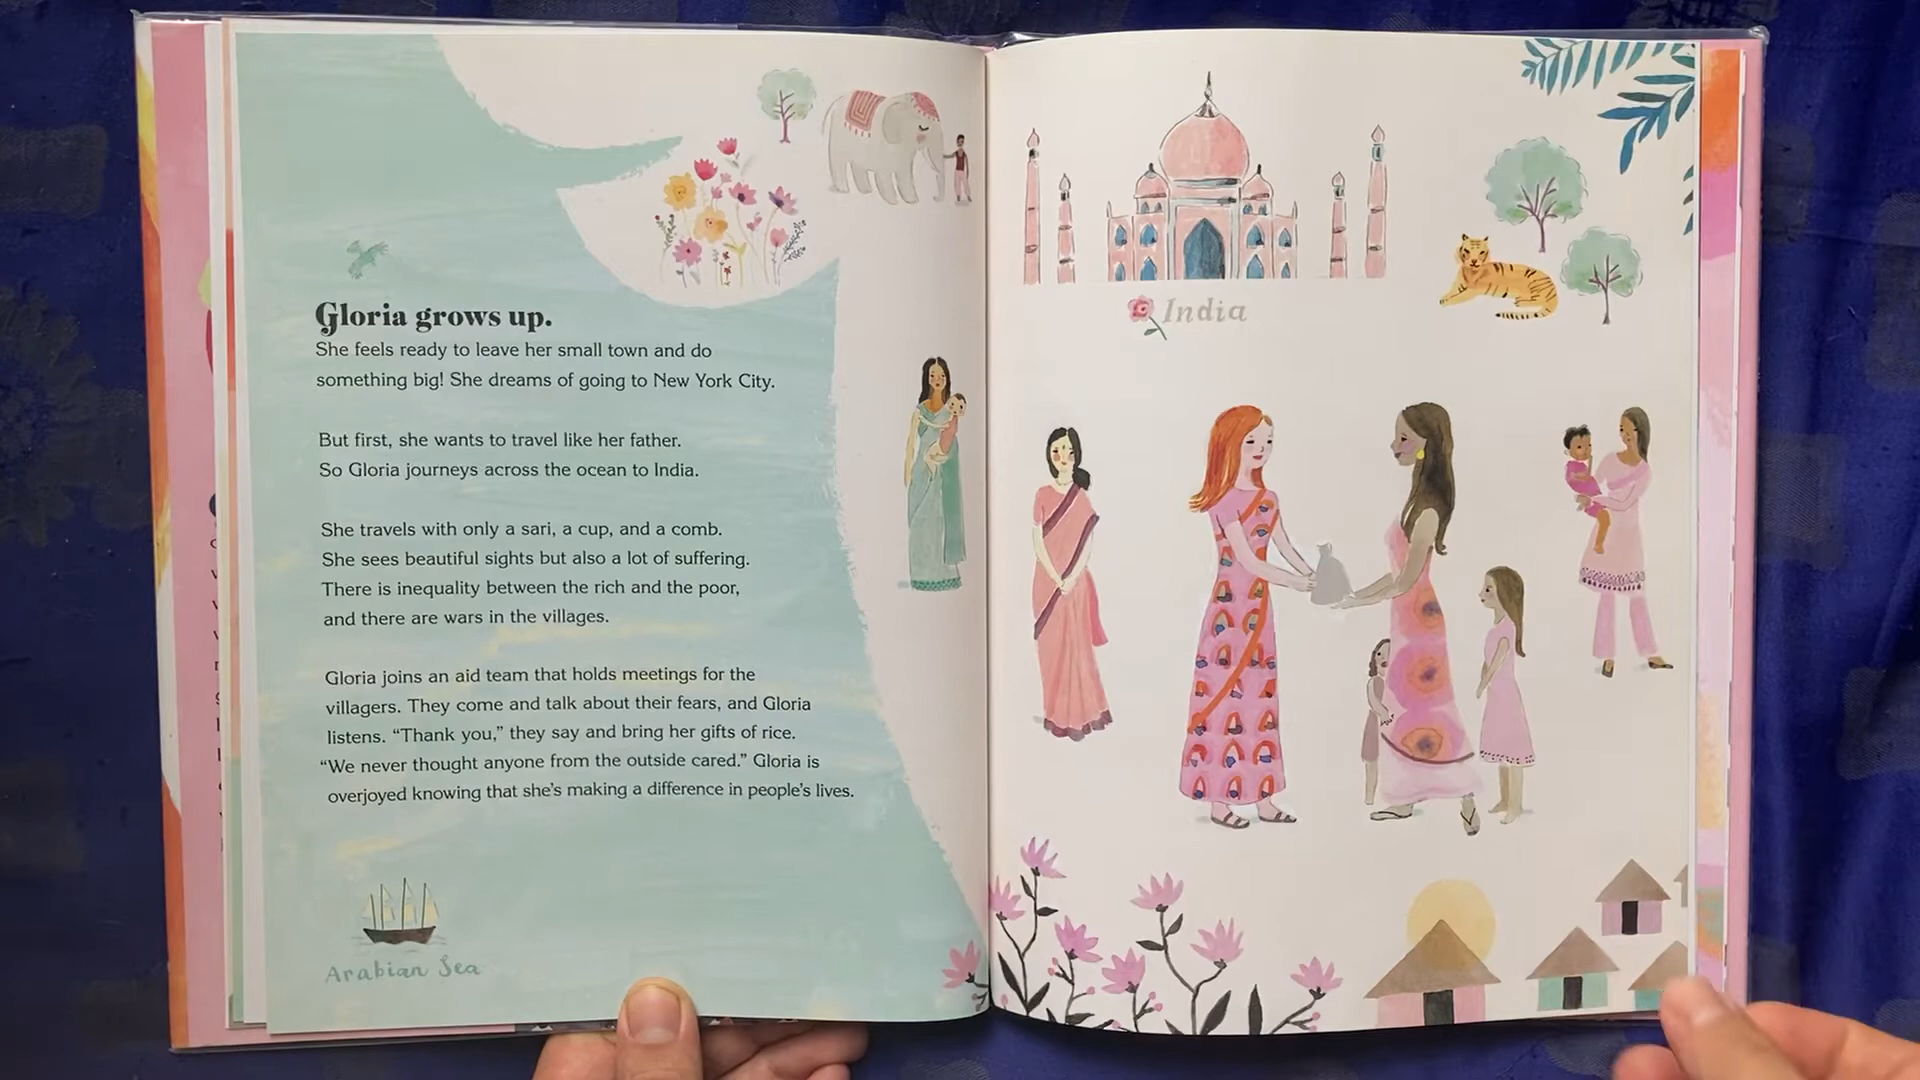 Gloria grows up.
She feels ready to leave her small town and do
something big! She dreams of going to New York City.
But first, she wants to travel like her father.
So Gloria journeys across the ocean to India.
She travels with only a sari, a cup, and a comb.
She sees beautiful sights but also a lot of suffering.
There is inequality between the rich and the poor,
and there are wars in the villages.
Gloria joins an aid team that holds meetings for the
villagers. They come and talk about their fears, and Gloria
listens. “Thank you,” they say and bring her gifts of rice.
“We never thought anyone from the outside cared.” Gloria is
overjoyed knowing that she’s making a difference in people’s lives.
Arabian Sea
India